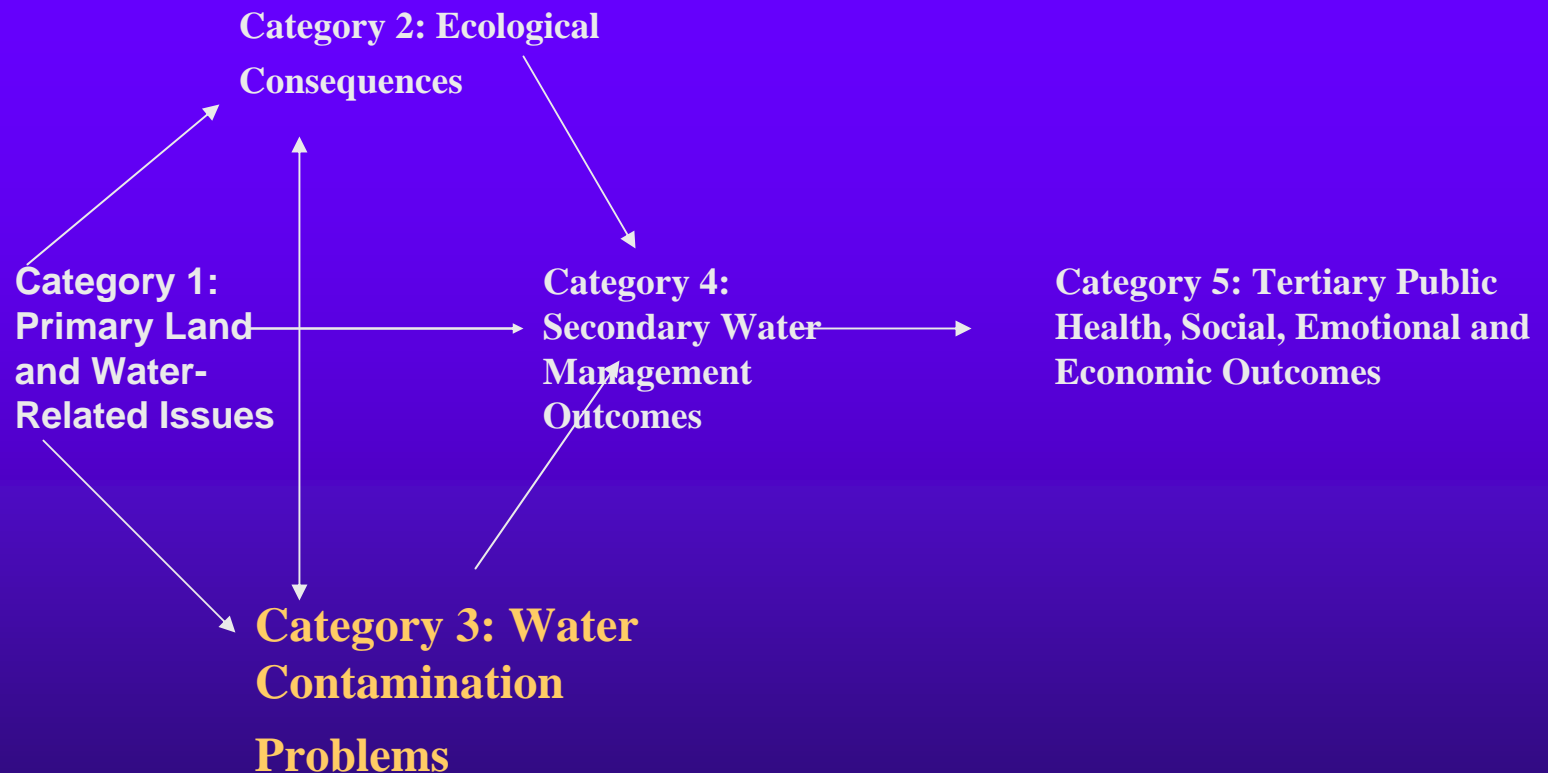 Category 2: Ecological
Consequences
Category 1:
Primary Land
and Water-
Related Issues
Category 4:
Secondary Water
Management
Outcomes
Category 5: Tertiary Public
Health, Social, Emotional and
Economic Outcomes
Category 3: Water
Contamination
Problems